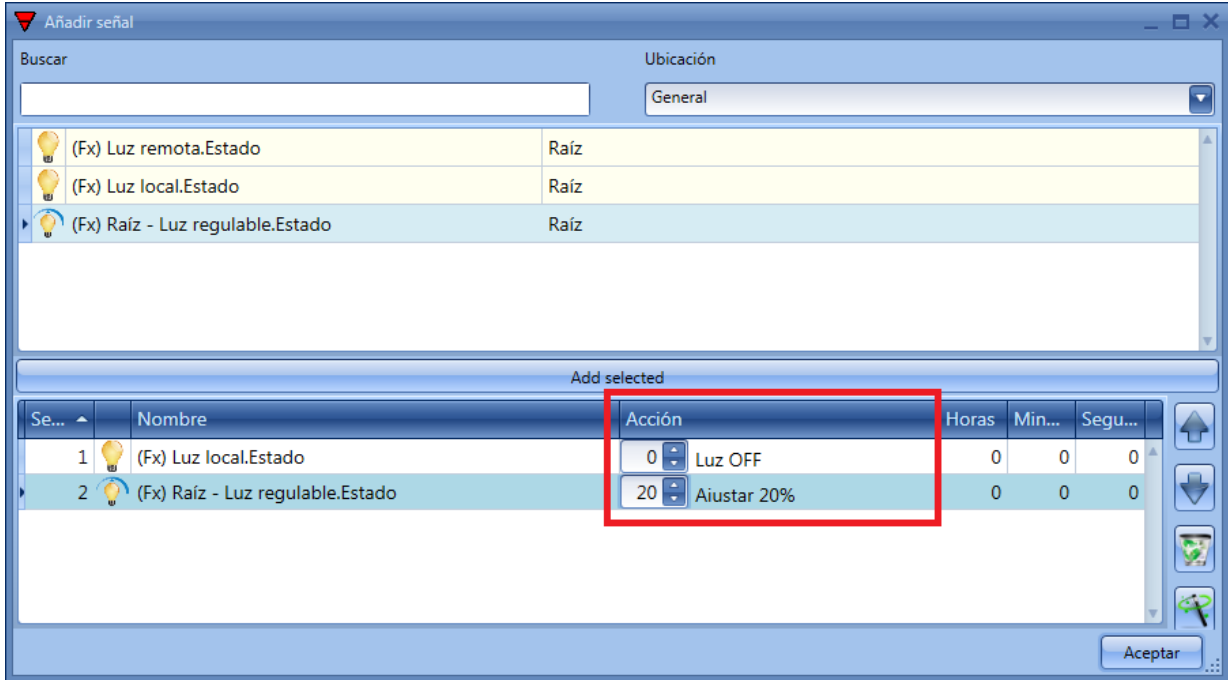 Añadir señal
Buscar Ubicación
General
(Fx) Luz remota.Estado Raíz
(Fx) Luz local.Estado Raíz
(Fx) Raíz - Luz regulable.Estado Raíz
Add selected
Se... Nombre Acción Horas Min... Segu...
1 (Fx) Luz local.Estado 0 Luz OFF 0 0 0
2 (Fx) Raíz - Luz regulable.Estado 20 Aiustar 20% 0 0 0
Aceptar